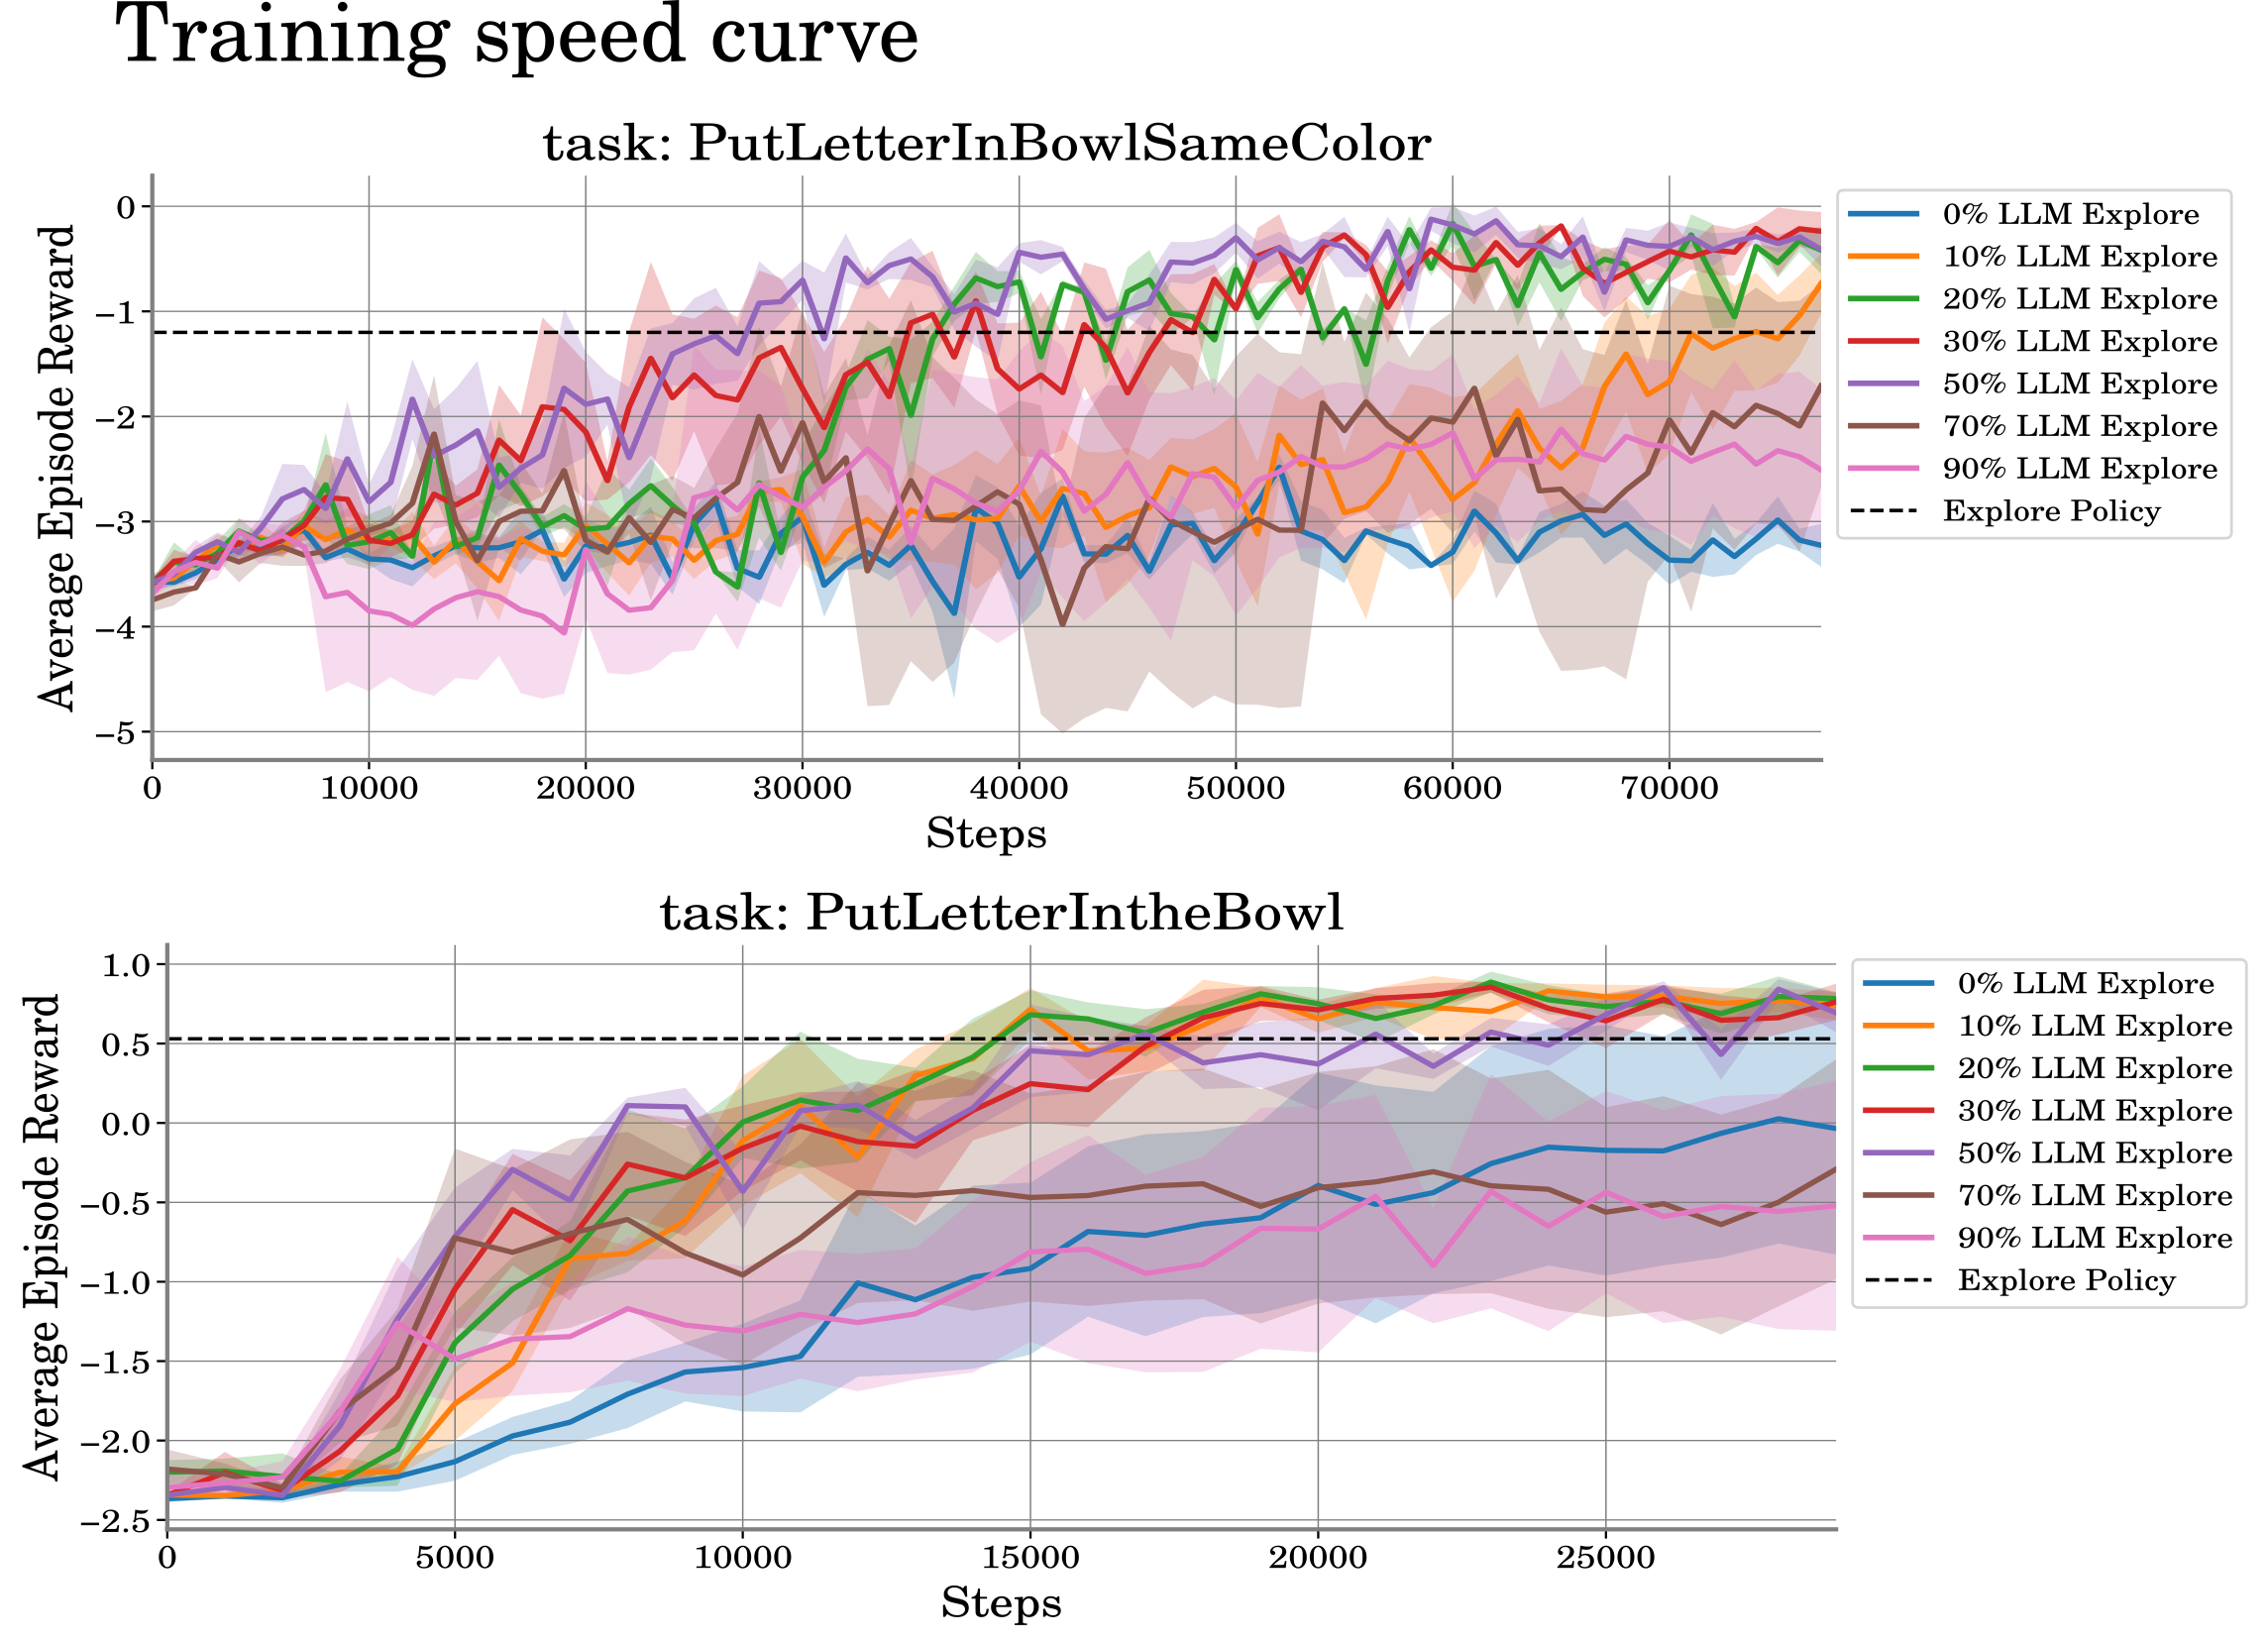 Training speed curve
task: PutLetterInBowlSameColor
Average Episode Reward
0
−1
−2
−3
−4
−5
0 10000 20000 30000 40000 50000 60000 70000
Steps
0% LLM Explore
10% LLM Explore
20% LLM Explore
30% LLM Explore
50% LLM Explore
70% LLM Explore
90% LLM Explore
Explore Policy
task: PutLetterIntheBowl
Average Episode Reward
1.0
0.5
0.0
−0.5
−1.0
−1.5
−2.0
−2.5
0 5000 10000 15000 20000 25000
Steps
0% LLM Explore
10% LLM Explore
20% LLM Explore
30% LLM Explore
50% LLM Explore
70% LLM Explore
90% LLM Explore
Explore Policy